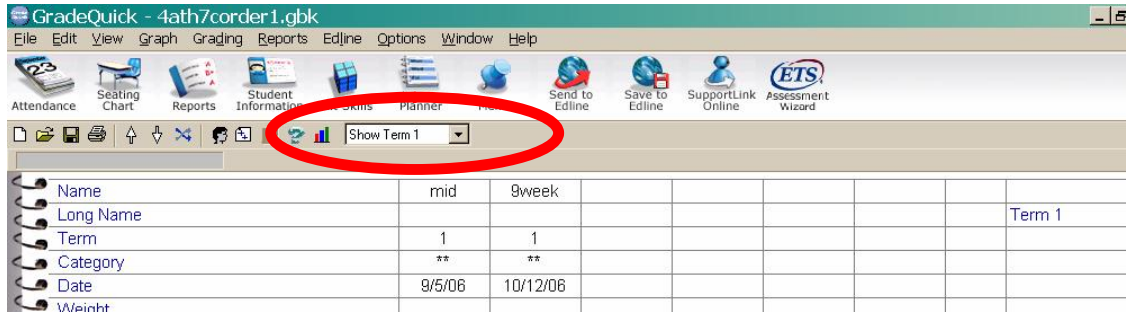 GradeQuick - 4ath7corder1.gbk
File Edit View Graph Grading Reports Edline Options Window Help
23
Attendance
Seating Chart
Reports
Student Information
Skills
Planner
Send to Edline
Save to Edline
SupportLink Online
ETS
Assessment Wizard
Show Term 1
Name mid 9week
Long Name Term 1
Term 1 1
Category ** **
Date 9/5/06 10/12/06
Weight